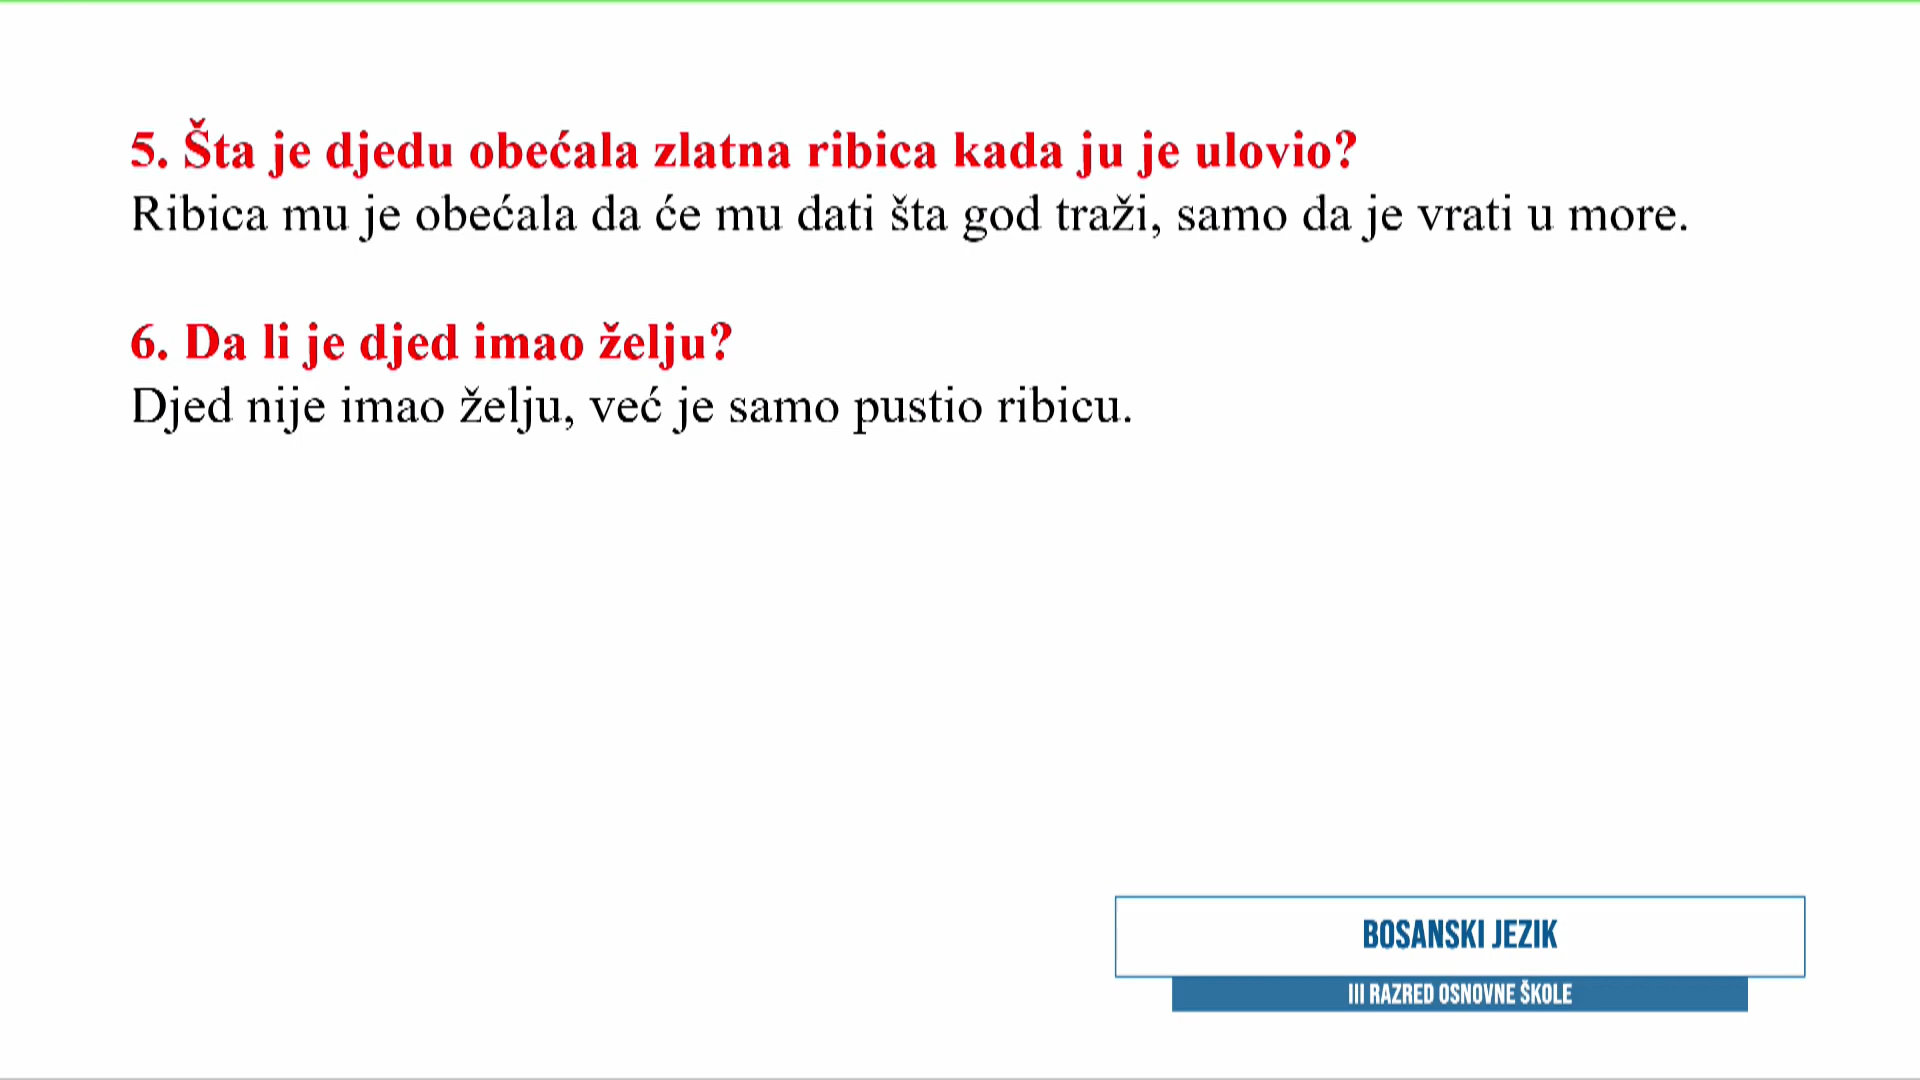 5. Šta je djedu obećala zlatna ribica kada ju je ulovio?
Ribica mu je obećala da će mu dati šta god traži, samo da je vrati u more.
6. Da li je djed imao želju?
Djed nije imao želju, već je samo pustio ribicu.
BOSANSKI JEZIK
III RAZRED OSNOVNE ŠKOLE